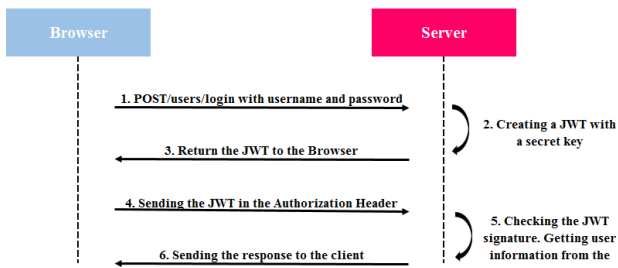 Browser
Server
1. POST/users/login with username and password
2. Creating a JWT with
a secret key
3. Return the JWT to the Browser
4. Sending the JWT in the Authorization Header
5. Checking the JWT
signature. Getting user
information from the
6. Sending the response to the client